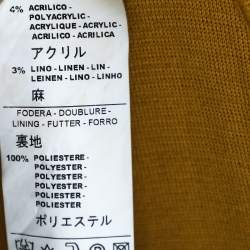 4% ACRILICO -
POLYACRYLIC -
ACRYLIQUE - ACRYLIC -
ACRILICO - ACRILICA
アクリル
3% LINO - LINEN - LIN -
LEINEN - LINO - LINHO
麻
FODERA - DOUBLURE -
LINING - FUTTER - FORRO
裏地
100% POLIESTERE -
POLYESTER -
POLYESTER -
POLYESTER -
POLIESTER -
POLIESTER
ポリエステル